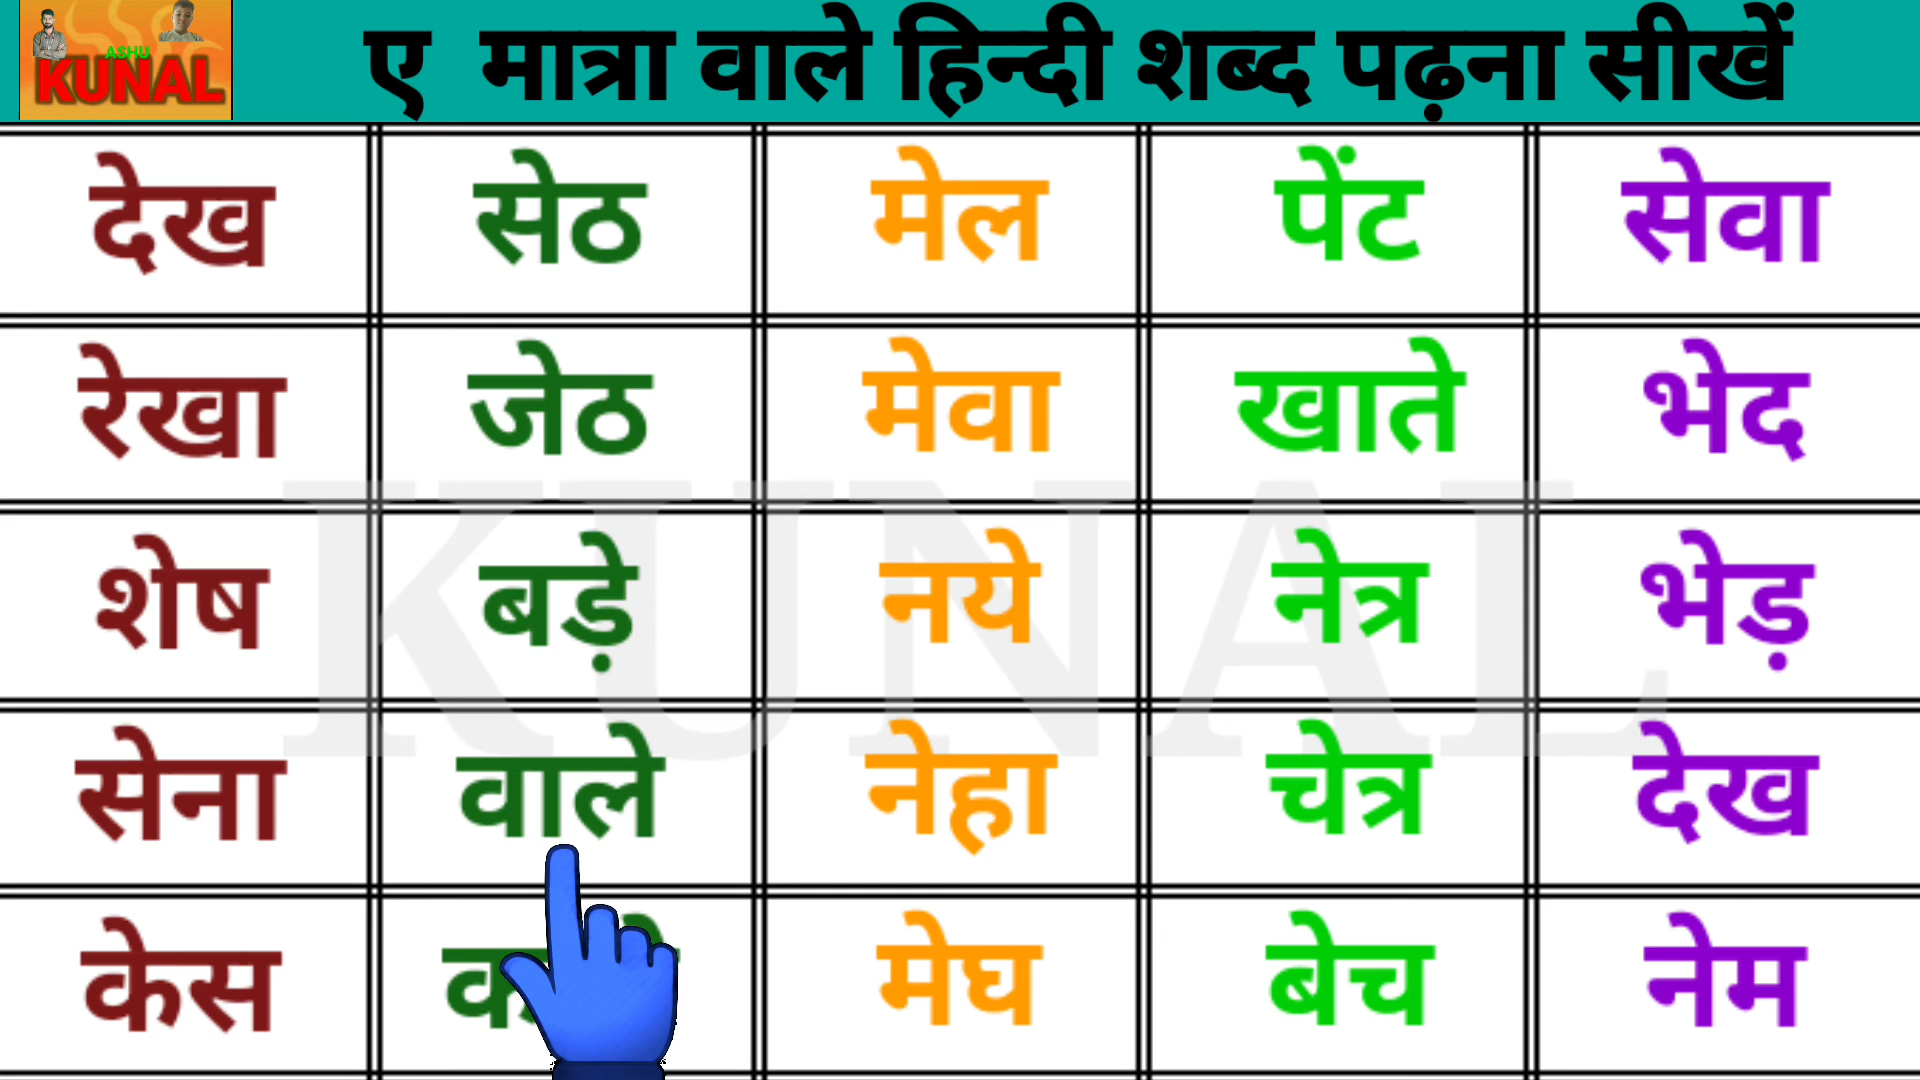 ASHU
KUNAL
ए मात्रा वाले हिन्दी शब्द पढ़ना सीखें
देख सेठ मेल पेंट सेवा
रेखा जेठ मेवा खाते भेद
शेष बड़े नये नेत्र भेड़
सेना वाले नेहा चेत्र देख
केस मेघ बेच नेम
KUNAL